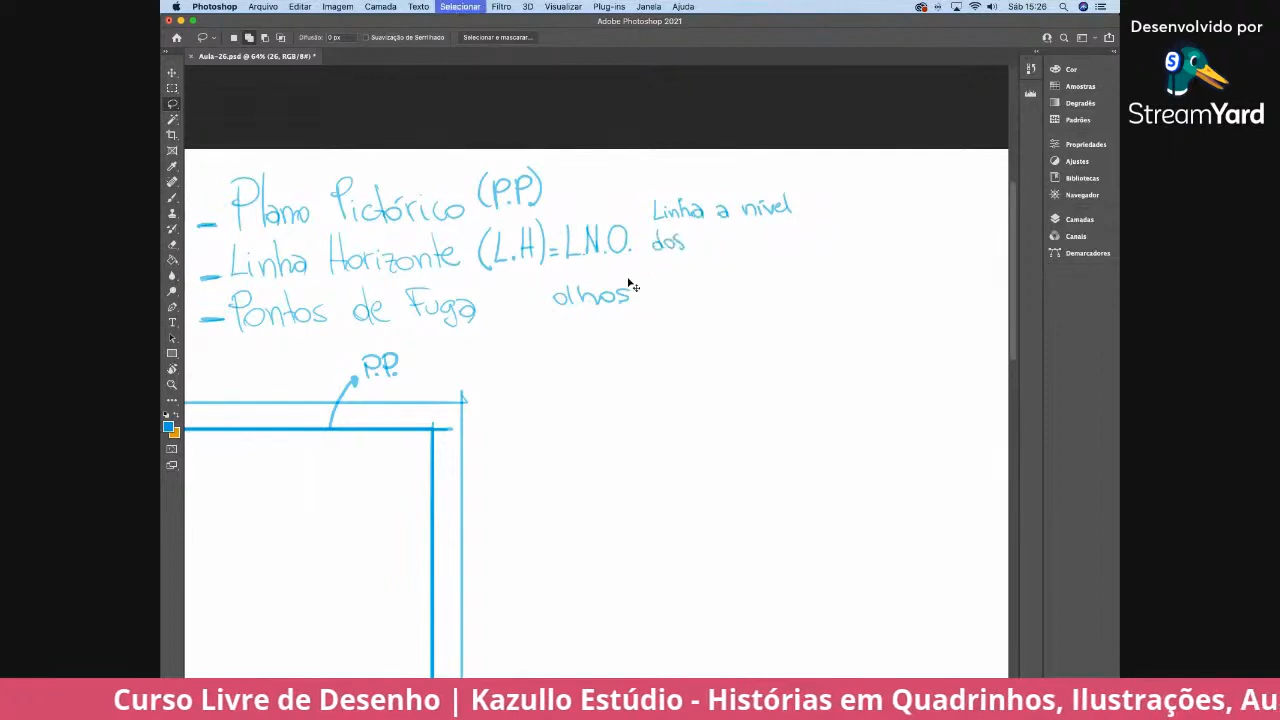 Photoshop Arquivo Editar Imagem Camada Texto Selecionar Filtro 3D Visualizar Plug-ins Janela Ajuda Sáb 15:26
Adobe Photoshop 2021
Difusão: 0 px Suavização de Serrilhado Selecionar e mascarar...
Aula-26.psd @ 64% (26, RGB/8#) *
Desenvolvido por
StreamYard
Cor
Amostras
Degradês
Padrões
Propriedades
Ajustes
Bibliotecas
Navegador
Camadas
Canais
Demarcadores
- Plano Pictórico (P.P.)
- Linha Horizonte (L.H) = L.N.O.
Linha a nível
dos
olhos
- Pontos de Fuga
P.P.
Curso Livre de Desenho | Kazullo Estúdio - Histórias em Quadrinhos, Ilustrações, Au